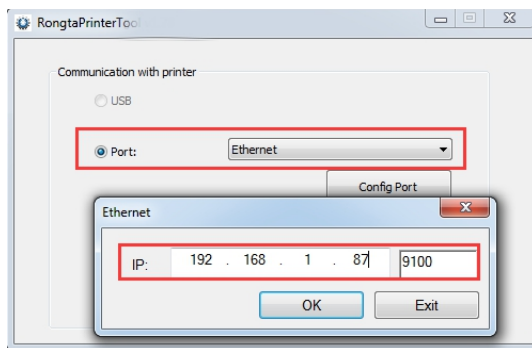 RongtaPrinterTool
Communication with printer
USB
Port: Ethernet
Config Port
Ethernet
IP: 192 . 168 . 1 . 87 9100
OK Exit